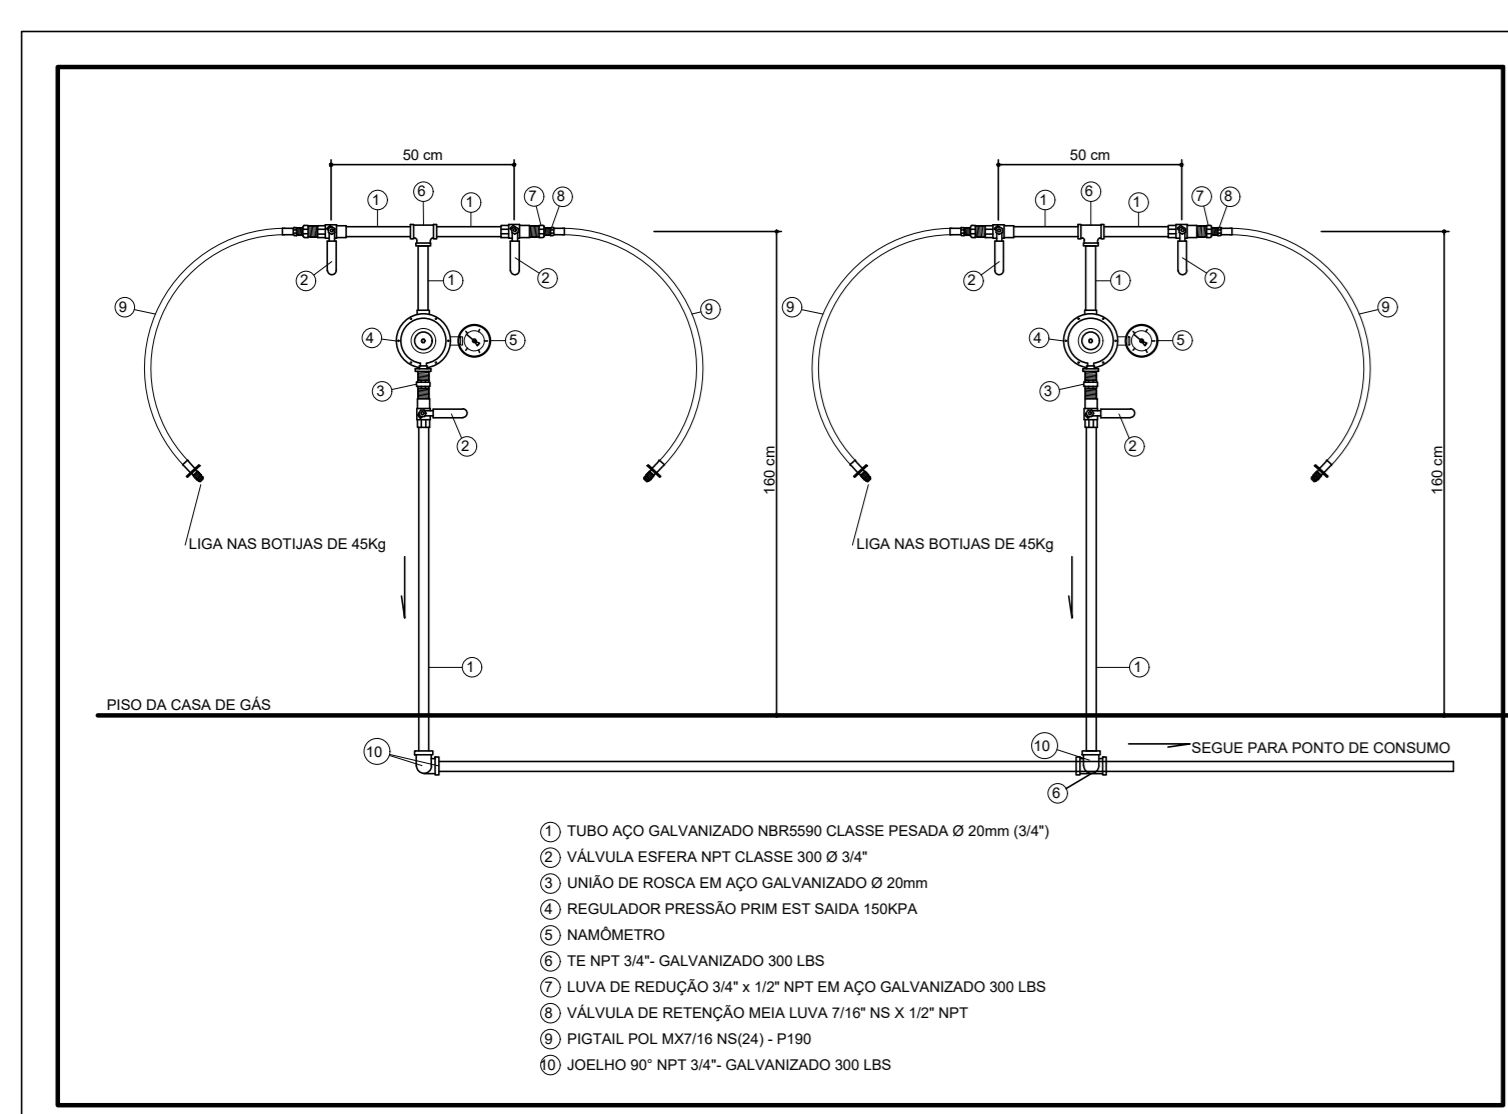 50 cm 50 cm
1 6 1 7 8 1 6 1 7 8
2 1 2 2 1 2
9 9 9 9
4 5 4 5
3 3
2 2
160 cm 160 cm
LIGA NAS BOTIJAS DE 45Kg LIGA NAS BOTIJAS DE 45Kg
1 1
PISO DA CASA DE GÁS
10 10 SEGUE PARA PONTO DE CONSUMO
6
1 TUBO AÇO GALVANIZADO NBR5590 CLASSE PESADA Ø 20mm (3/4")
2 VÁLVULA ESFERA NPT CLASSE 300 Ø 3/4"
3 UNIÃO DE ROSCA EM AÇO GALVANIZADO Ø 20mm
4 REGULADOR PRESSÃO PRIM EST SAIDA 150KPA
5 NAMÔMETRO
6 TE NPT 3/4"- GALVANIZADO 300 LBS
7 LUVA DE REDUÇÃO 3/4" x 1/2" NPT EM AÇO GALVANIZADO 300 LBS
8 VÁLVULA DE RETENÇÃO MEIA LUVA 7/16" NS X 1/2" NPT
9 PIGTAIL POL MX7/16 NS(24) - P190
10 JOELHO 90° NPT 3/4"- GALVANIZADO 300 LBS